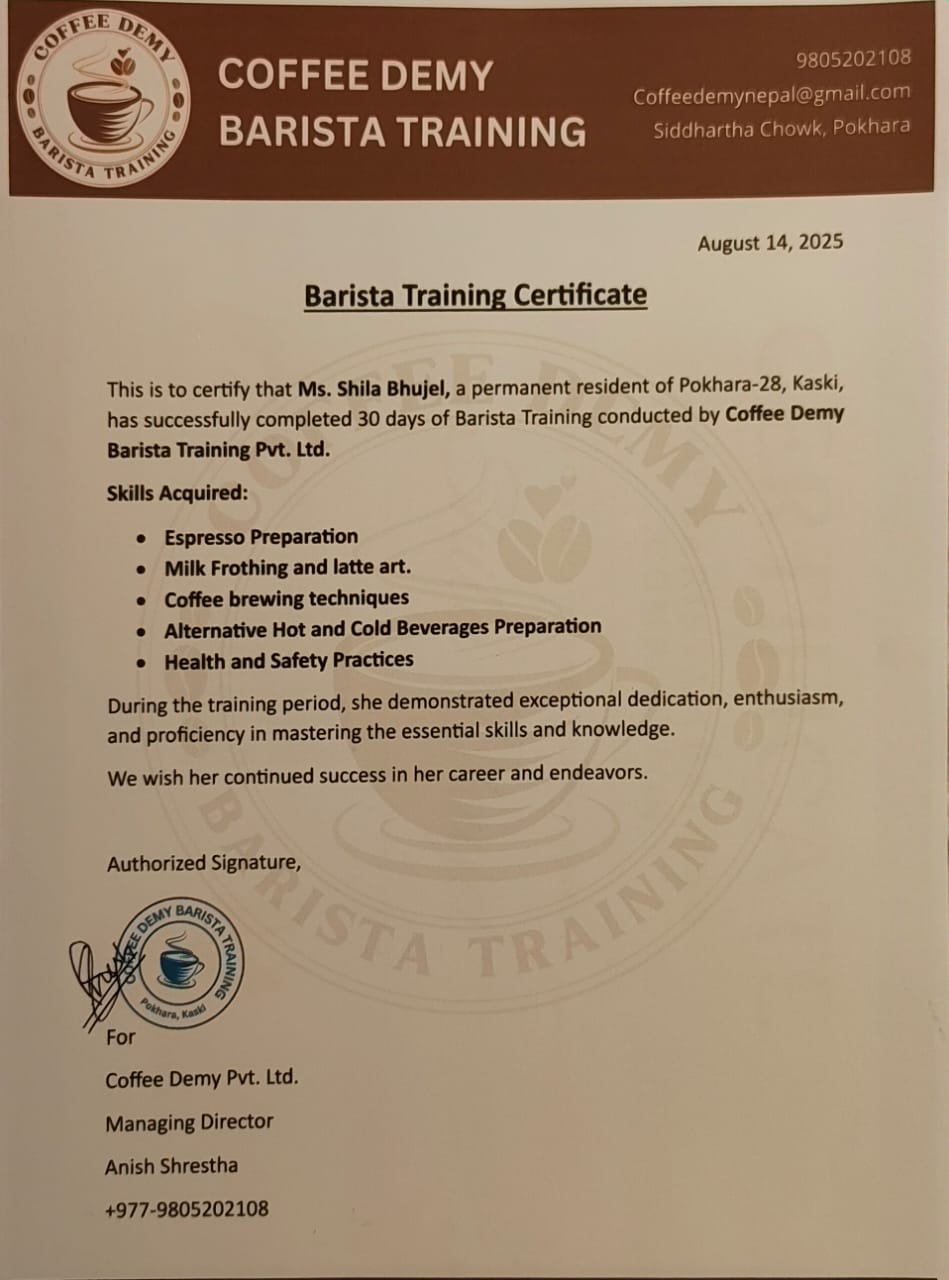 COFFEE DEMY
BARISTA TRAINING
COFFEE DEMY
BARISTA TRAINING
9805202108
Coffeedemynepal@gmail.com
Siddhartha Chowk, Pokhara
August 14, 2025
Barista Training Certificate
This is to certify that Ms. Shila Bhujel, a permanent resident of Pokhara-28, Kaski,
has successfully completed 30 days of Barista Training conducted by Coffee Demy
Barista Training Pvt. Ltd.
Skills Acquired:
• Espresso Preparation
• Milk Frothing and latte art.
• Coffee brewing techniques
• Alternative Hot and Cold Beverages Preparation
• Health and Safety Practices
During the training period, she demonstrated exceptional dedication, enthusiasm,
and proficiency in mastering the essential skills and knowledge.
We wish her continued success in her career and endeavors.
COFFEE DEMY
BARISTA TRAINING
Authorized Signature,
COFFEE DEMY BARISTA TRAINING
Pokhara, Kaski
For
Coffee Demy Pvt. Ltd.
Managing Director
Anish Shrestha
+977-9805202108